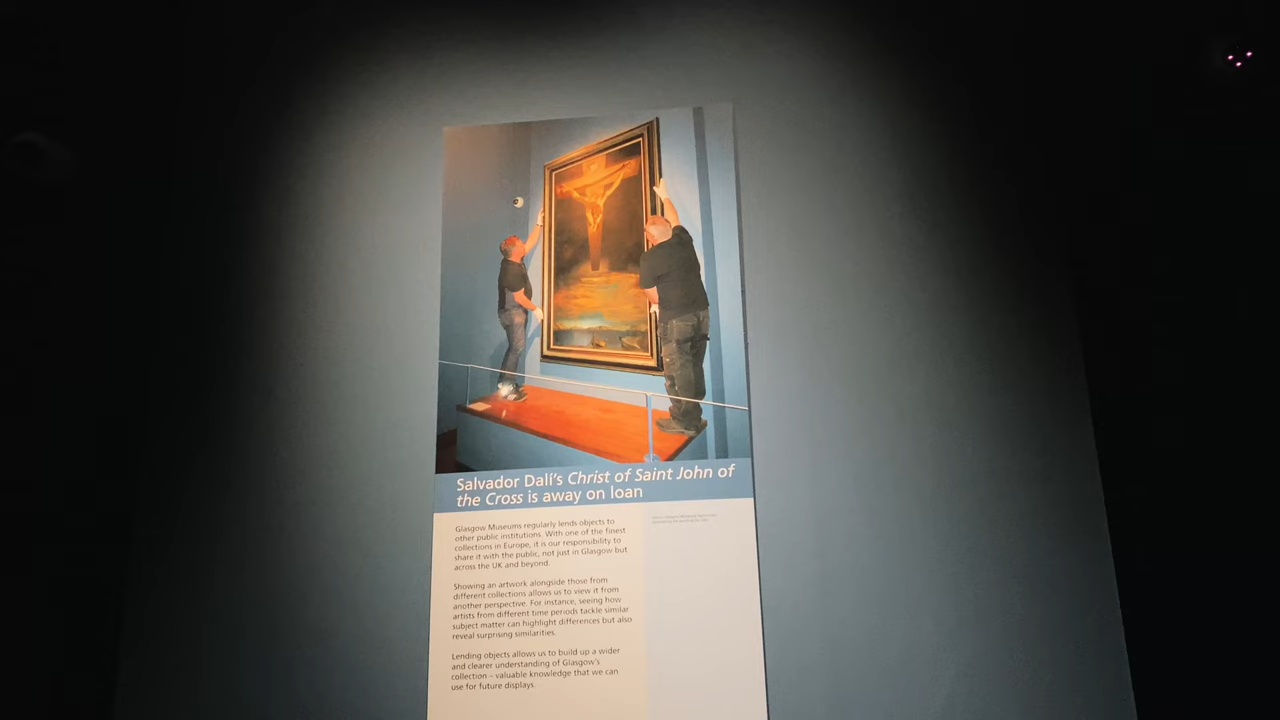 Salvador Dalí's Christ of Saint John of
the Cross is away on loan
Glasgow Museums regularly lends objects to
other public institutions. With one of the finest
collections in Europe, it is our responsibility to
share it with the public, not just in Glasgow but
across the UK and beyond.
Showing an artwork alongside those from
different collections allows us to view it from
another perspective. For instance, seeing how
artists from different time periods tackle similar
subject matter can highlight differences but also
reveal surprising similarities.
Lending objects allows us to build up a wider
and clearer understanding of Glasgow's
collection – valuable knowledge that we can
use for future displays.